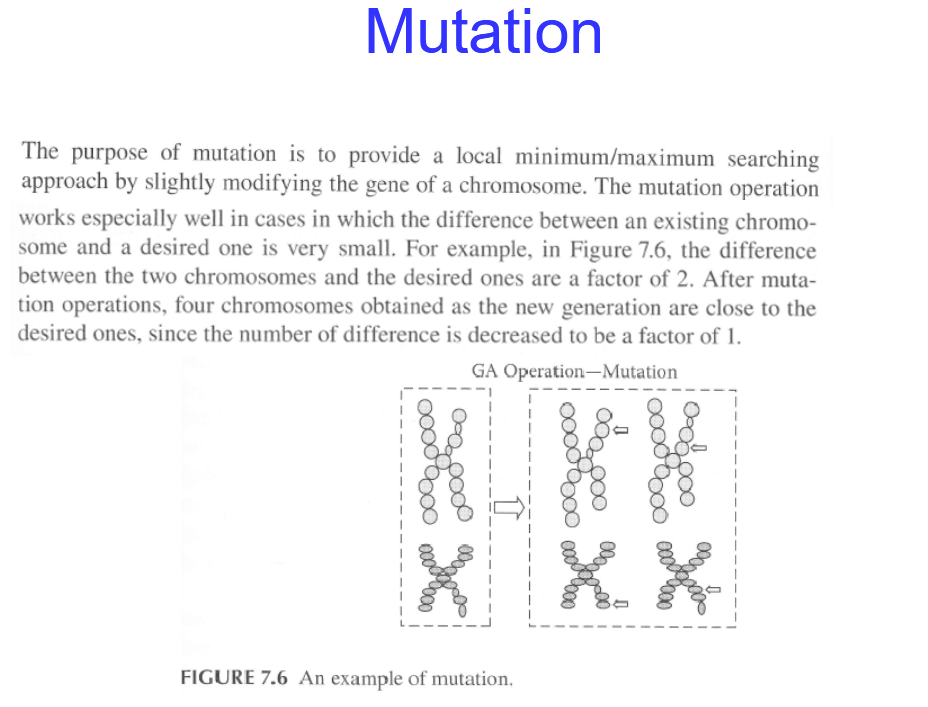 Mutation
The purpose of mutation is to provide a local minimum/maximum searching
approach by slightly modifying the gene of a chromosome. The mutation operation
works especially well in cases in which the difference between an existing chromo-
some and a desired one is very small. For example, in Figure 7.6, the difference
between the two chromosomes and the desired ones are a factor of 2. After muta-
tion operations, four chromosomes obtained as the new generation are close to the
desired ones, since the number of difference is decreased to be a factor of 1.
GA Operation—Mutation
FIGURE 7.6 An example of mutation.